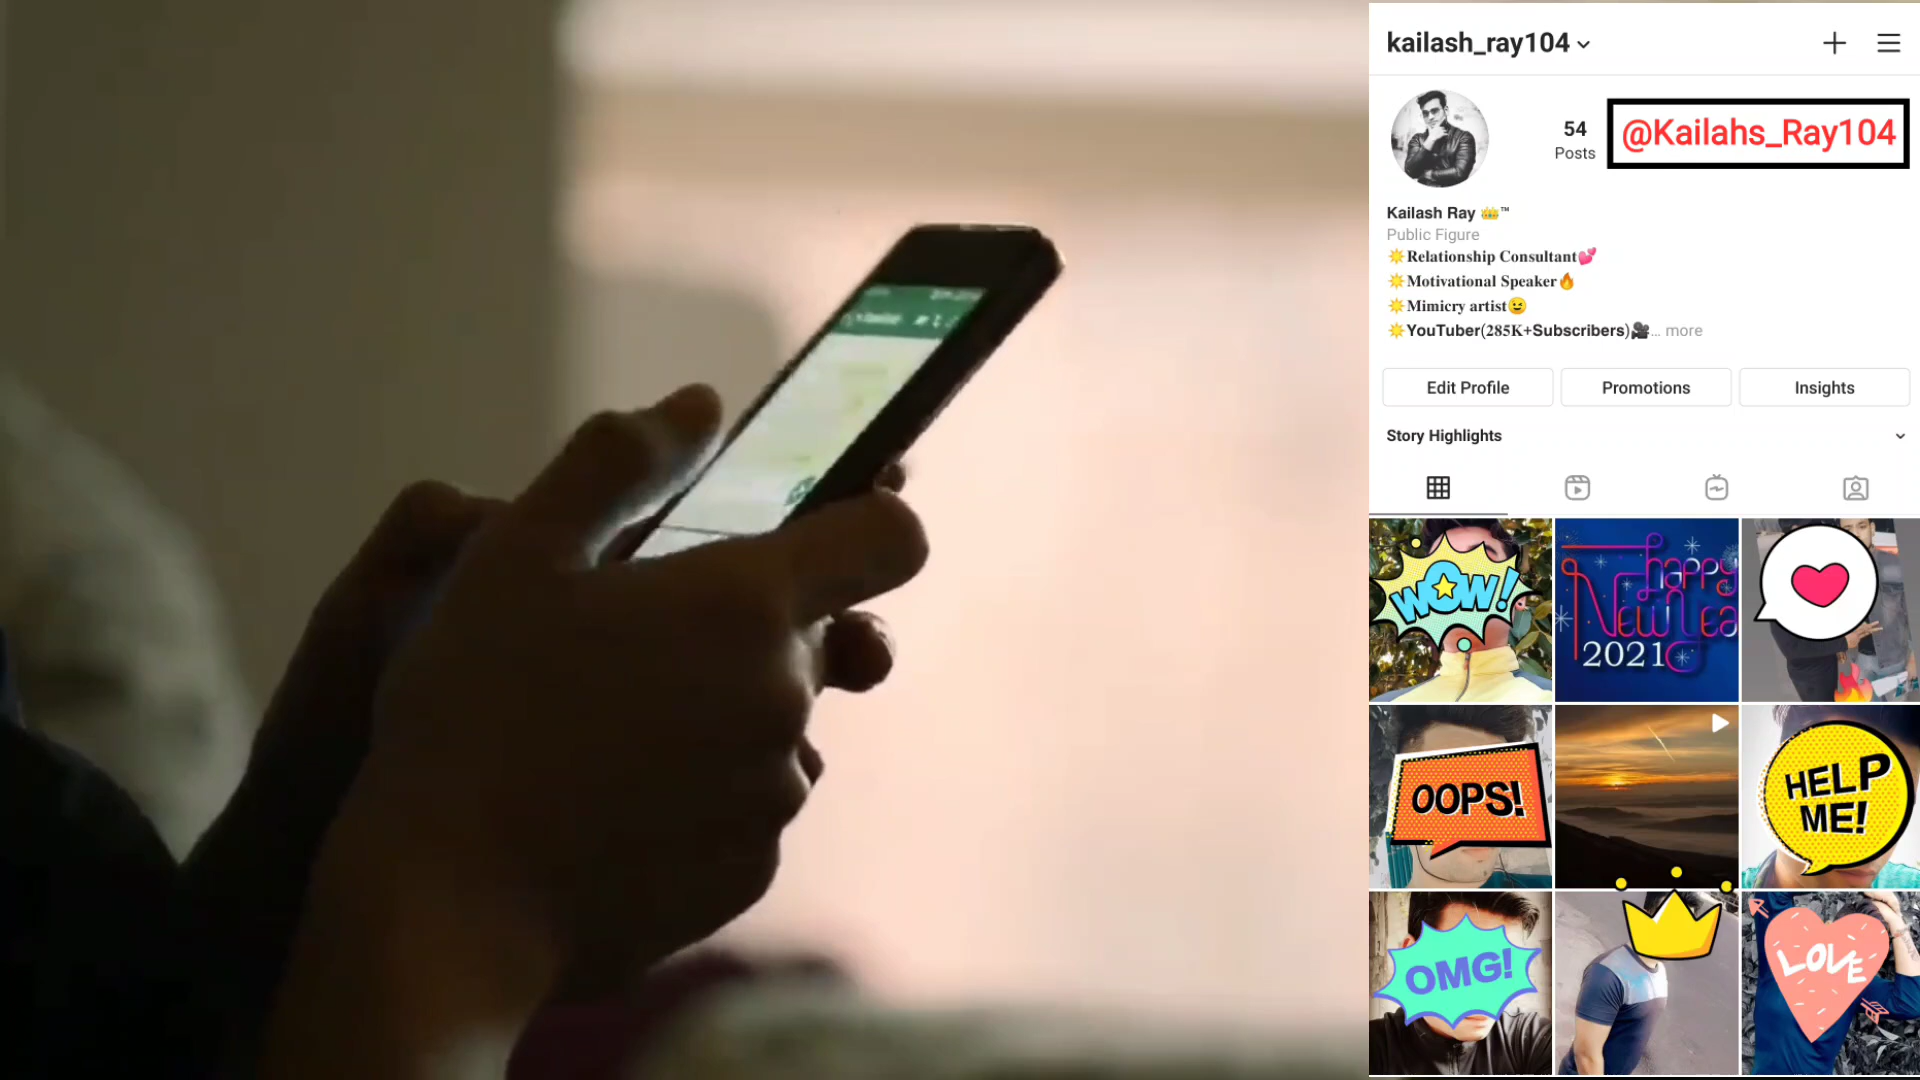 kailash_ray104
54
Posts
@Kailahs_Ray104
Kailash Ray 👑™
Public Figure
☀️Relationship Consultant💕
☀️Motivational Speaker🔥
☀️Mimicry artist😉
☀️YouTuber(285K+Subscribers)🎥... more
Edit Profile
Promotions
Insights
Story Highlights
WOW!
happy
New Yea
2021
OOPS!
HELP
ME!
OMG!
LOVE